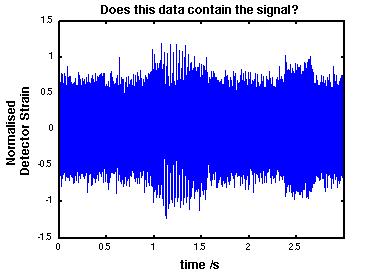 Does this data contain the signal?
1.5
1
0.5
0
-0.5
-1
-1.5
Normalised
Detector Strain
0 0.5 1 1.5 2 2.5
time /s